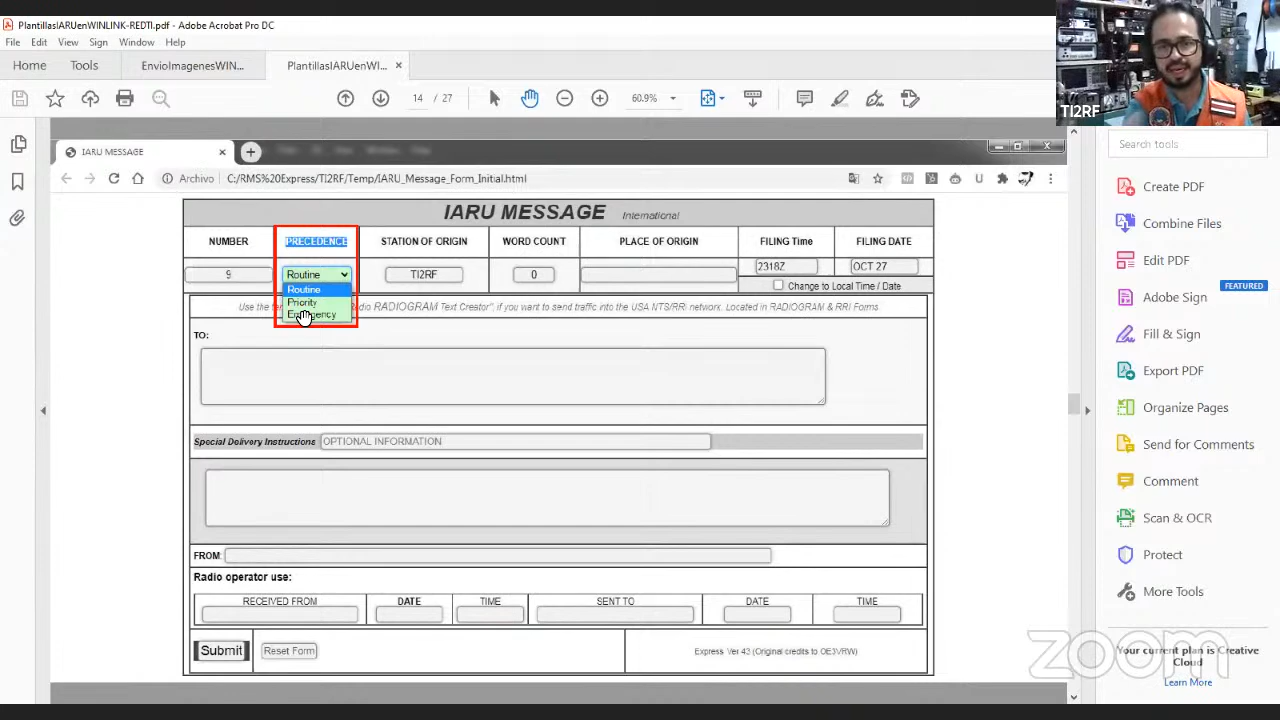 PlantillasIARUenWINLINK-REDTI.pdf - Adobe Acrobat Pro DC
File Edit View Sign Window Help
Home Tools EnvioImagenesWIN... PlantillasIARUenWI... ×
14 / 27 60.9%
TI2RF
Search tools
IARU MESSAGE
Archivo C:/RMS%20Express/TI2RF/Temp/IARU_Message_Form_Initial.html
IARU MESSAGE International
NUMBER PRECEDENCE STATION OF ORIGIN WORD COUNT PLACE OF ORIGIN FILING Time FILING DATE
9 Routine TI2RF 0 2318Z OCT 27
Change to Local Time / Date
Routine
Priority
Use the Radio RADIOGRAM Text Creator", if you want to send traffic into the USA NTS/RRI network. Located in RADIOGRAM & RRI Forms
TO:
Special Delivery Instructions OPTIONAL INFORMATION
FROM:
Radio operator use:
RECEIVED FROM DATE TIME SENT TO DATE TIME
Submit Reset Form Express Ver 43 (Original credits to OE3VRW)
Create PDF
Combine Files
Edit PDF
FEATURED
Adobe Sign
Fill & Sign
Export PDF
Organize Pages
Send for Comments
Comment
Scan & OCR
Protect
More Tools
zoom
Your current plan is Creative
Cloud
Learn More